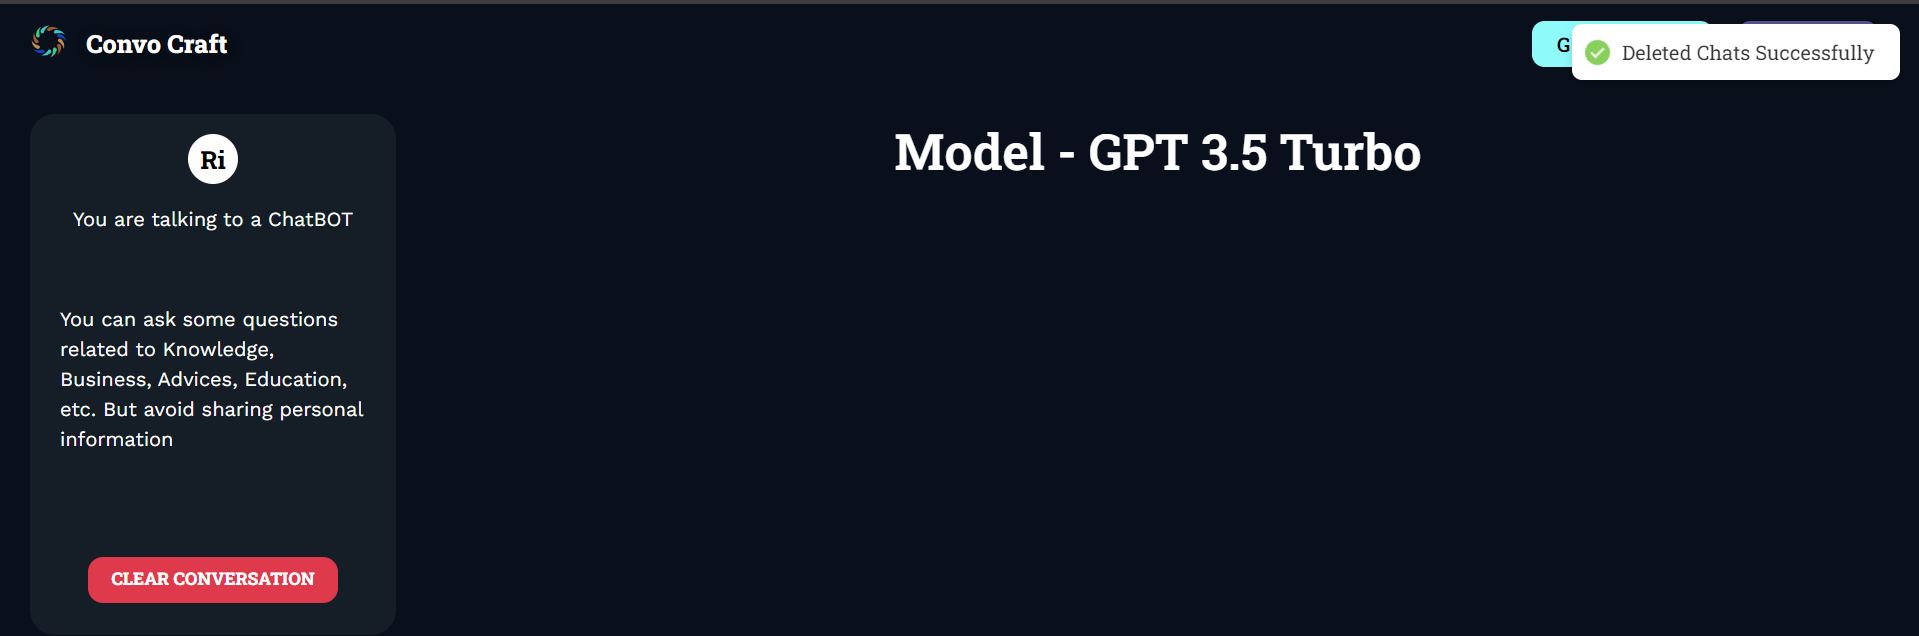 Convo Craft
G
Deleted Chats Successfully
Ri
You are talking to a ChatBOT
You can ask some questions
related to Knowledge,
Business, Advices, Education,
etc. But avoid sharing personal
information
CLEAR CONVERSATION
Model - GPT 3.5 Turbo